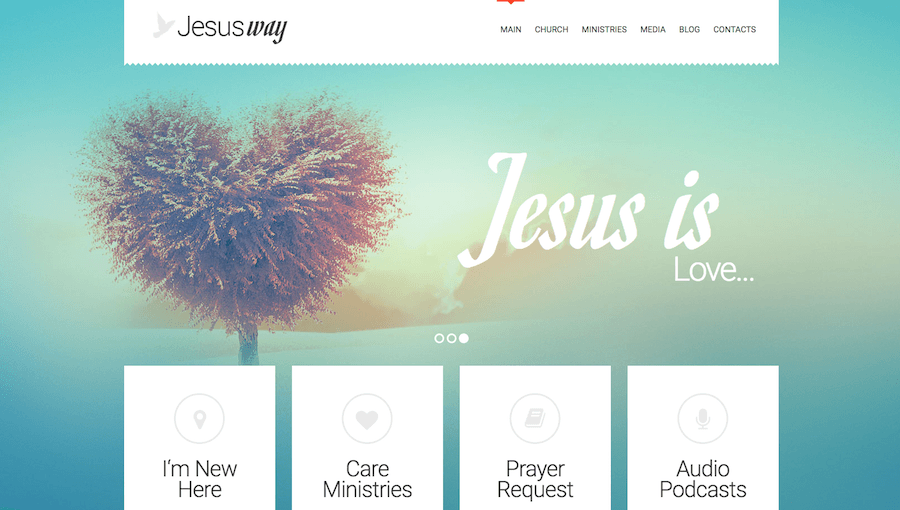 Jesus way
MAIN CHURCH MINISTRIES MEDIA BLOG CONTACTS
Jesus is
Love...
I'm New
Here
Care
Ministries
Prayer
Request
Audio
Podcasts